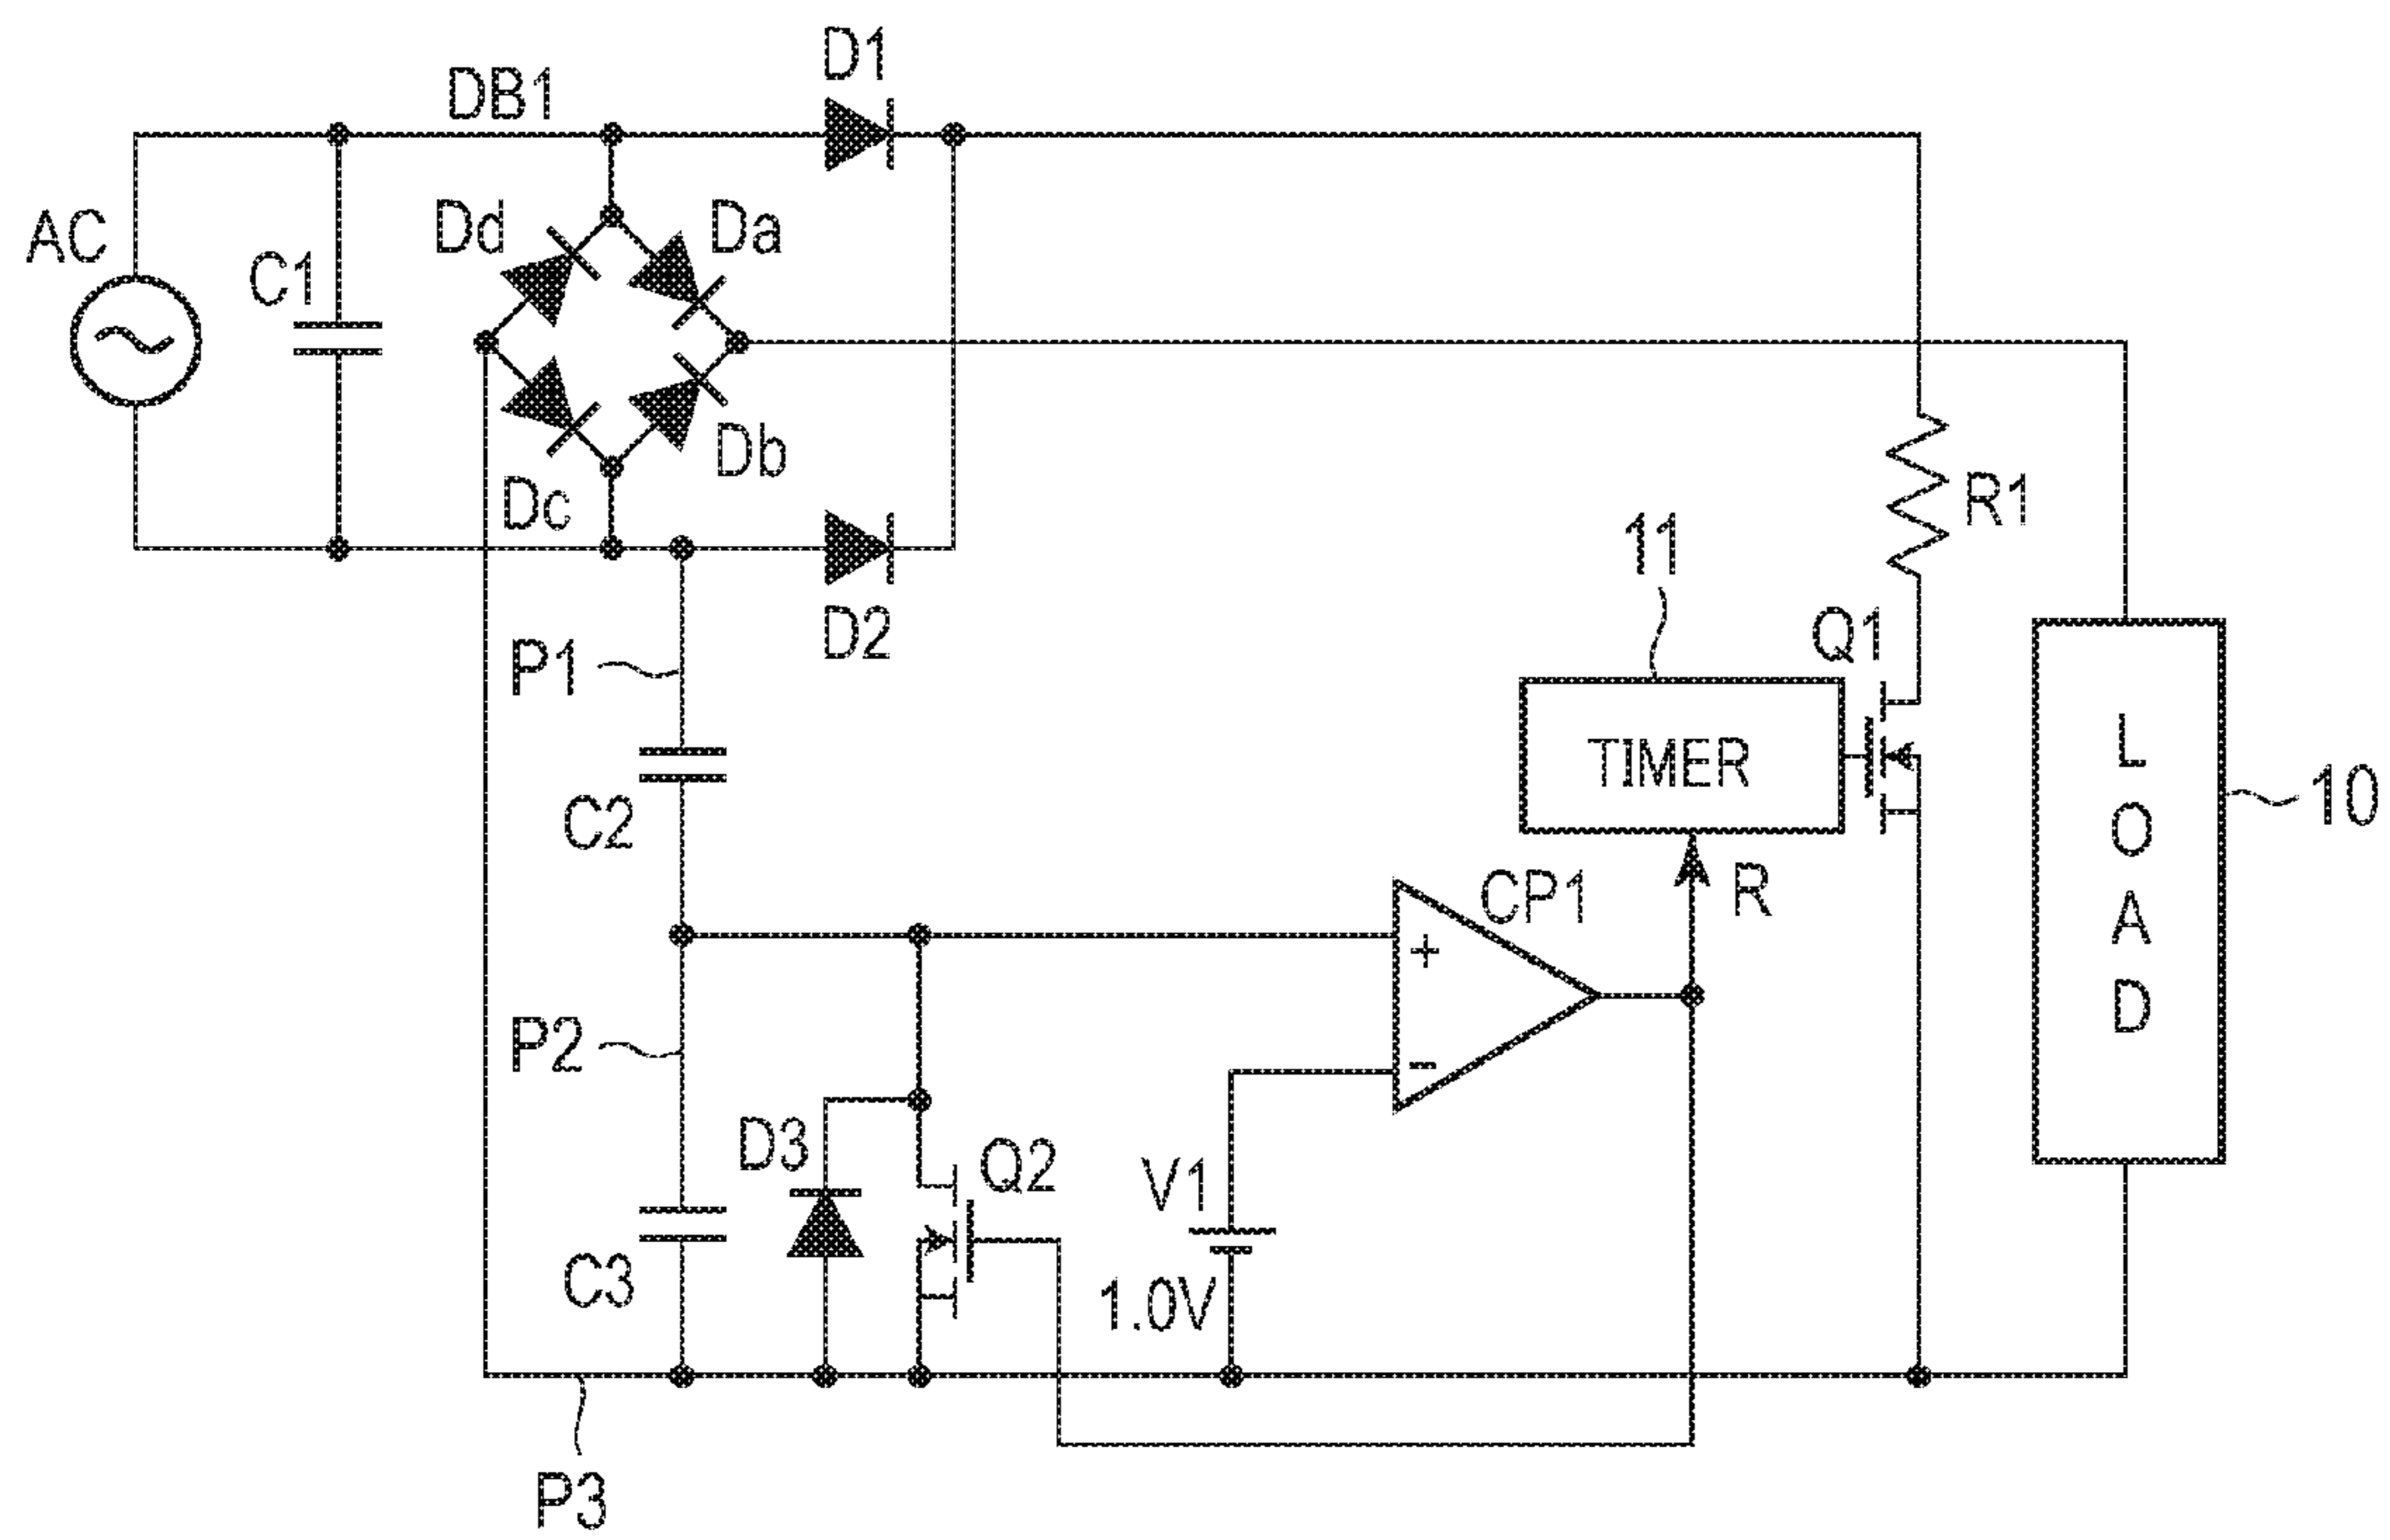 D1
DB1
AC
C1
Dd
Da
Db
Dc
R1
11
Q1
D2
P1
TIMER
L
O
A
D
10
C2
CP1
R
+
P2
-
D3
Q2
V1
C3
1.0V
P3